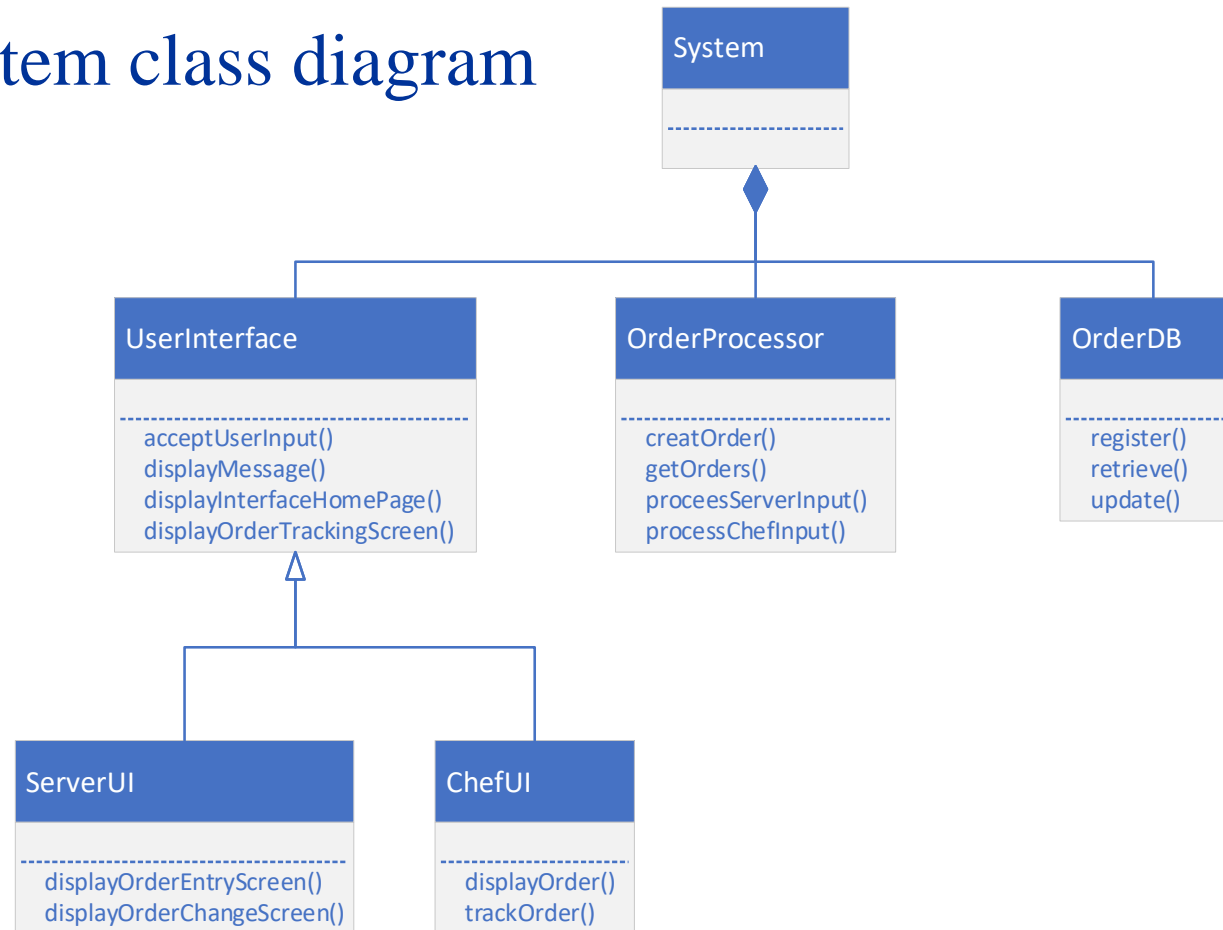 tem class diagram
System
UserInterface
acceptUserInput()
displayMessage()
displayInterfaceHomePage()
displayOrderTrackingScreen()
OrderProcessor
creatOrder()
getOrders()
proceesServerInput()
processChefInput()
OrderDB
register()
retrieve()
update()
ServerUI
displayOrderEntryScreen()
displayOrderChangeScreen()
ChefUI
displayOrder()
trackOrder()